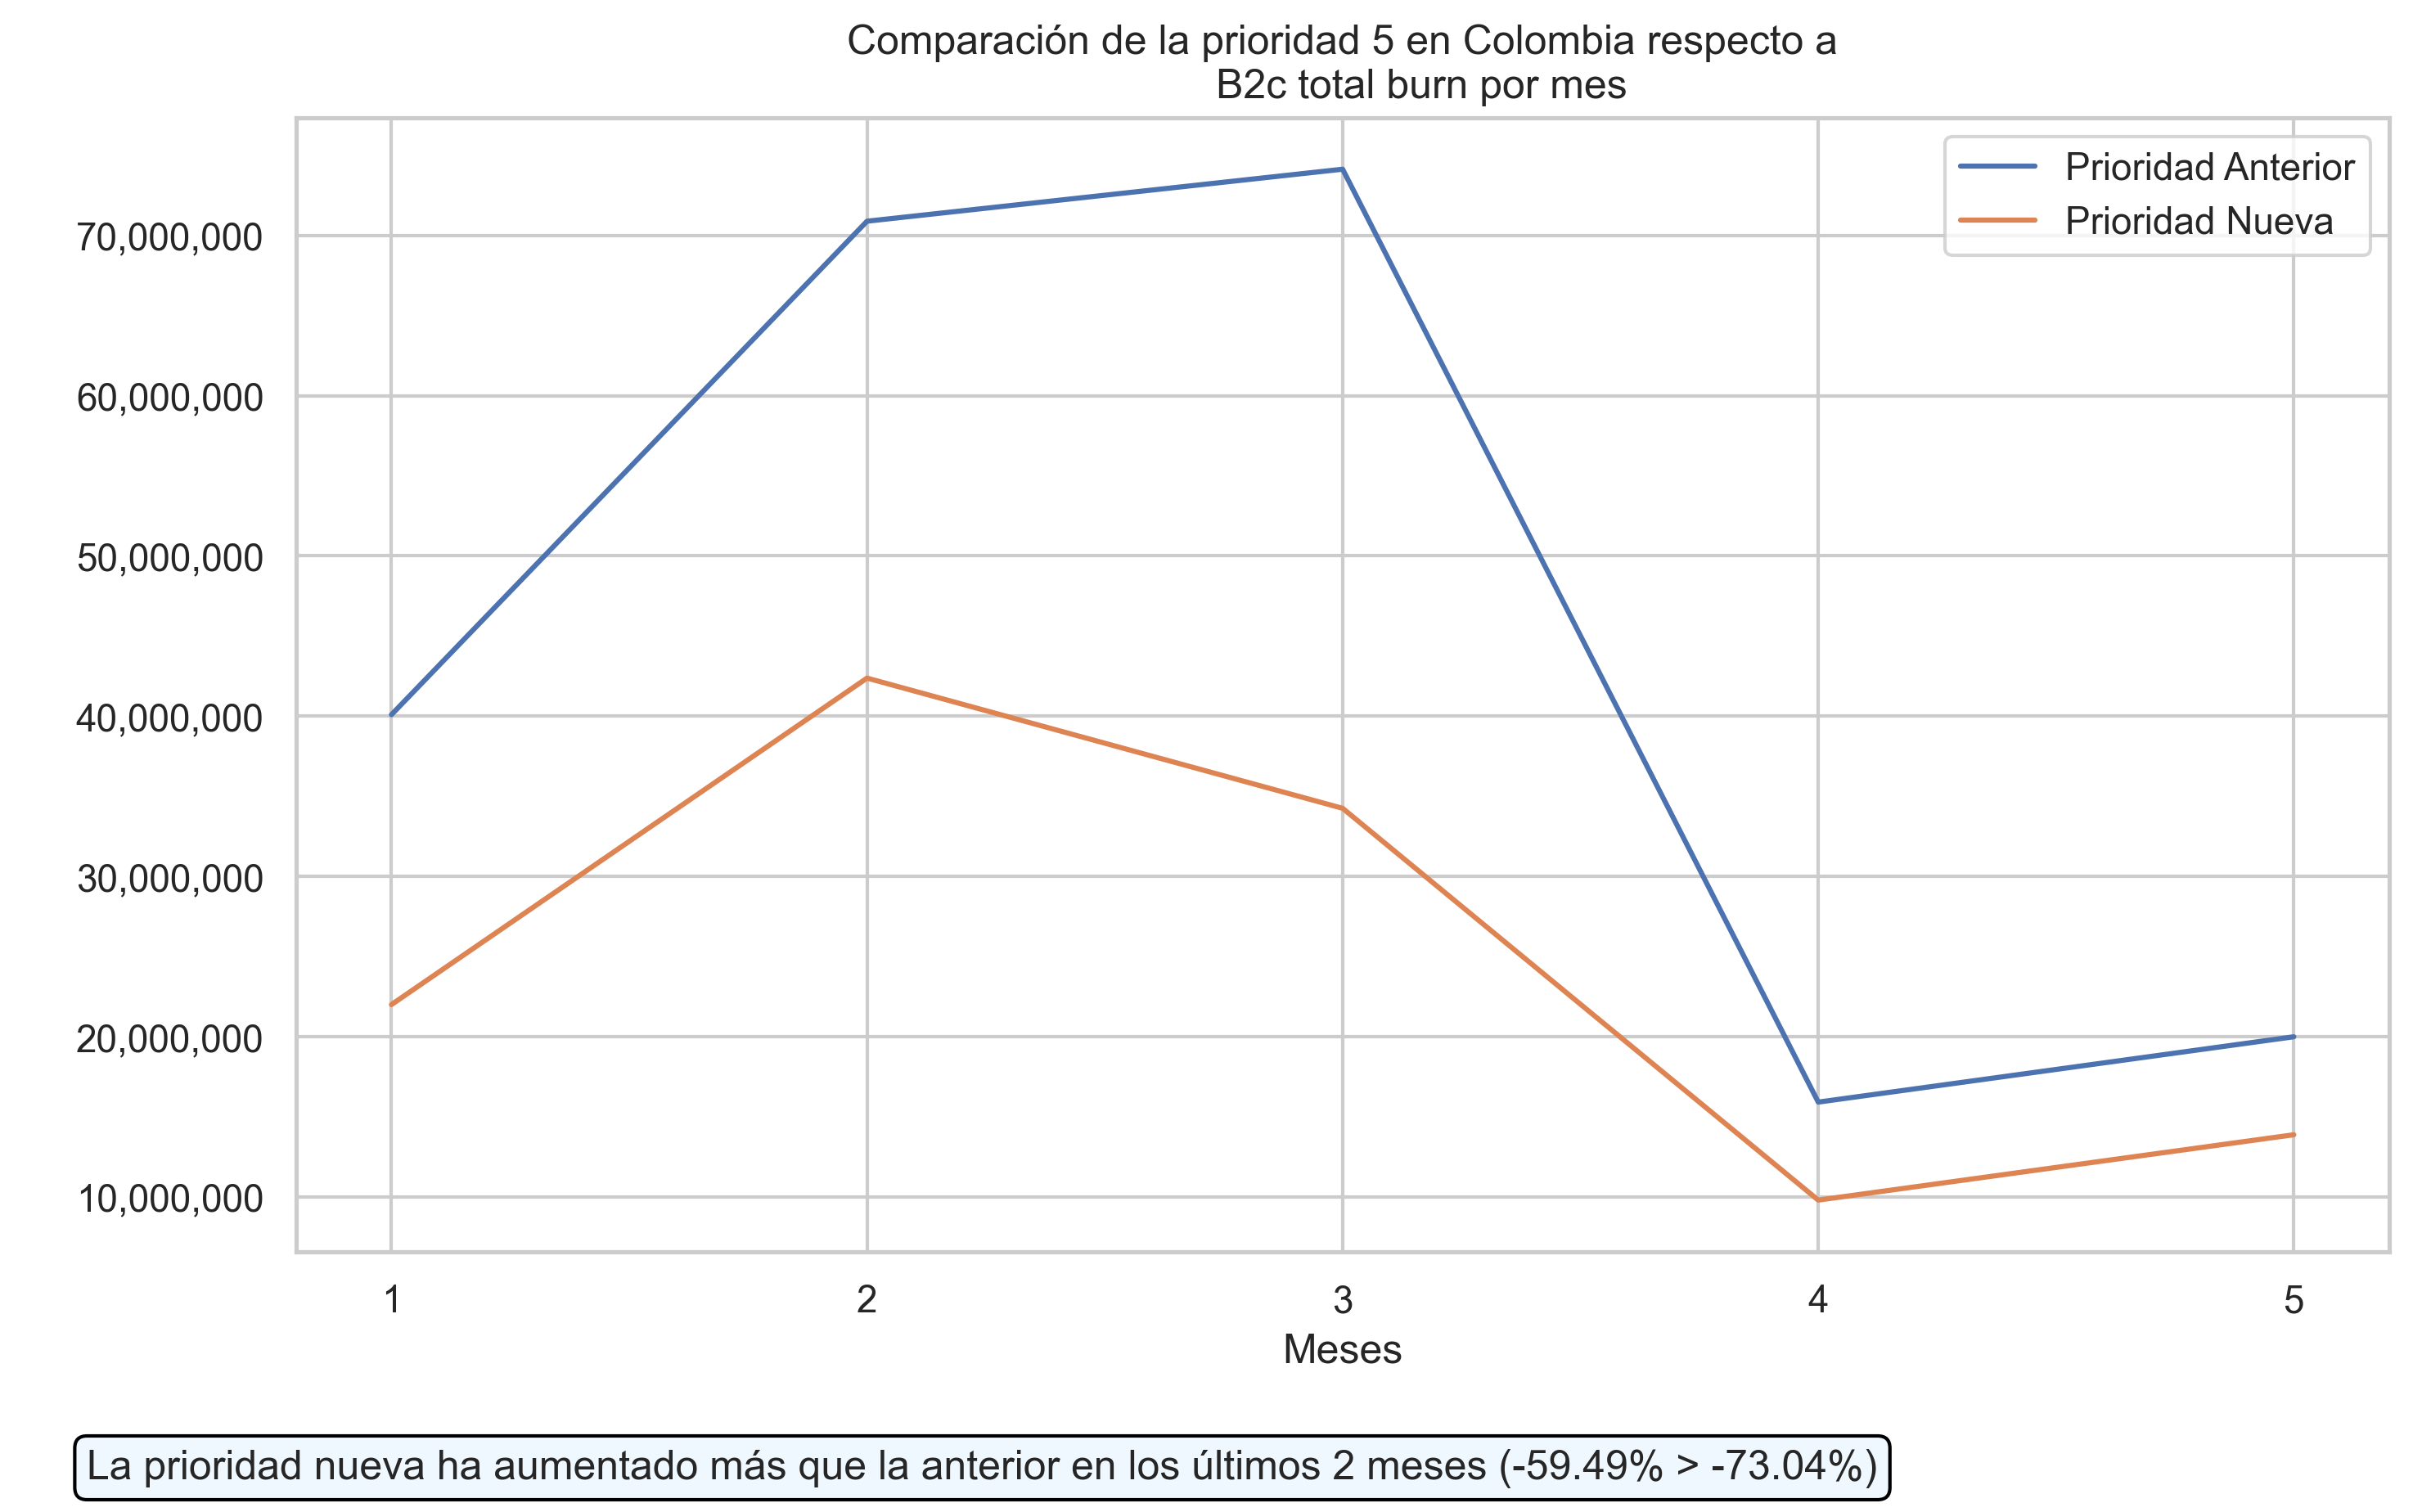 Comparación de la prioridad 5 en Colombia respecto a
B2c total burn por mes
Prioridad Anterior
Prioridad Nueva
70,000,000
60,000,000
50,000,000
40,000,000
30,000,000
20,000,000
10,000,000
1
2
3
4
5
Meses
La prioridad nueva ha aumentado más que la anterior en los últimos 2 meses (-59.49% > -73.04%)